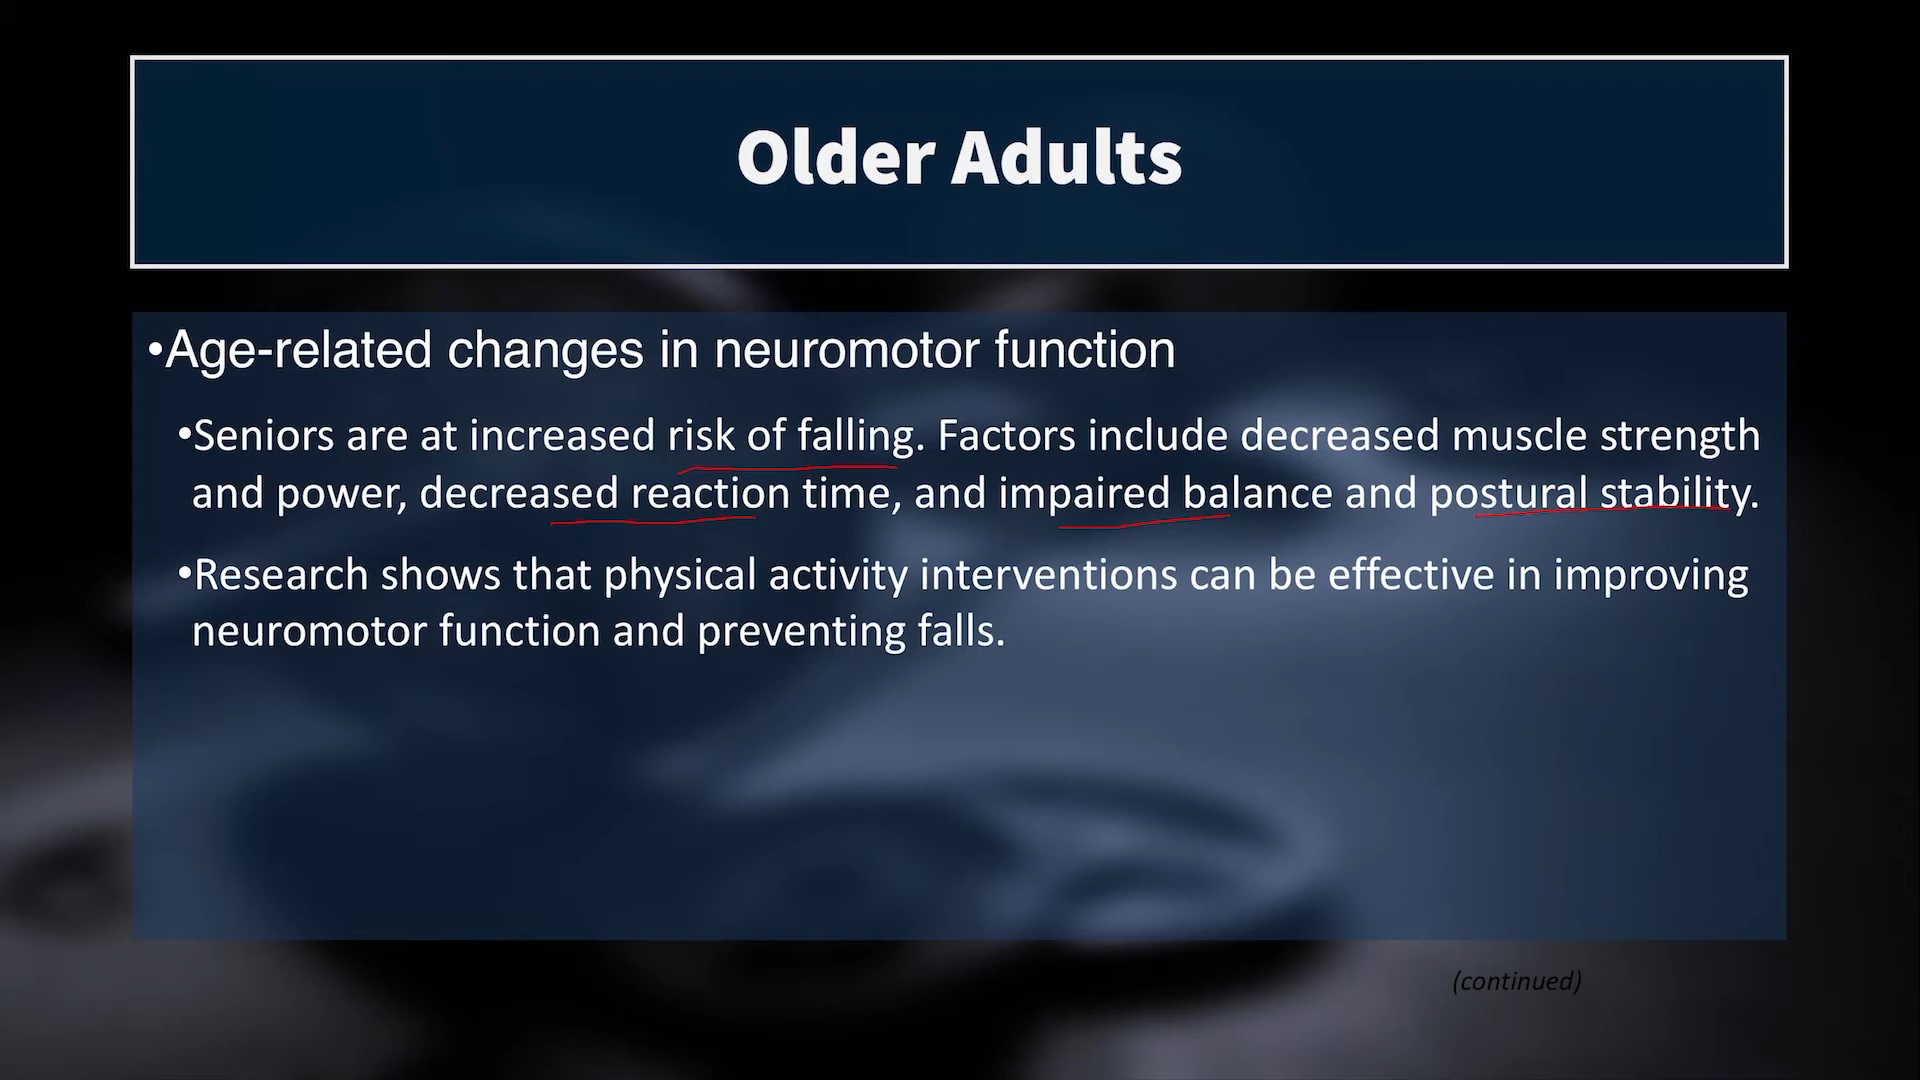 Older Adults
•Age-related changes in neuromotor function
•Seniors are at increased risk of falling. Factors include decreased muscle strength
and power, decreased reaction time, and impaired balance and postural stability.
•Research shows that physical activity interventions can be effective in improving
neuromotor function and preventing falls.
(continued)